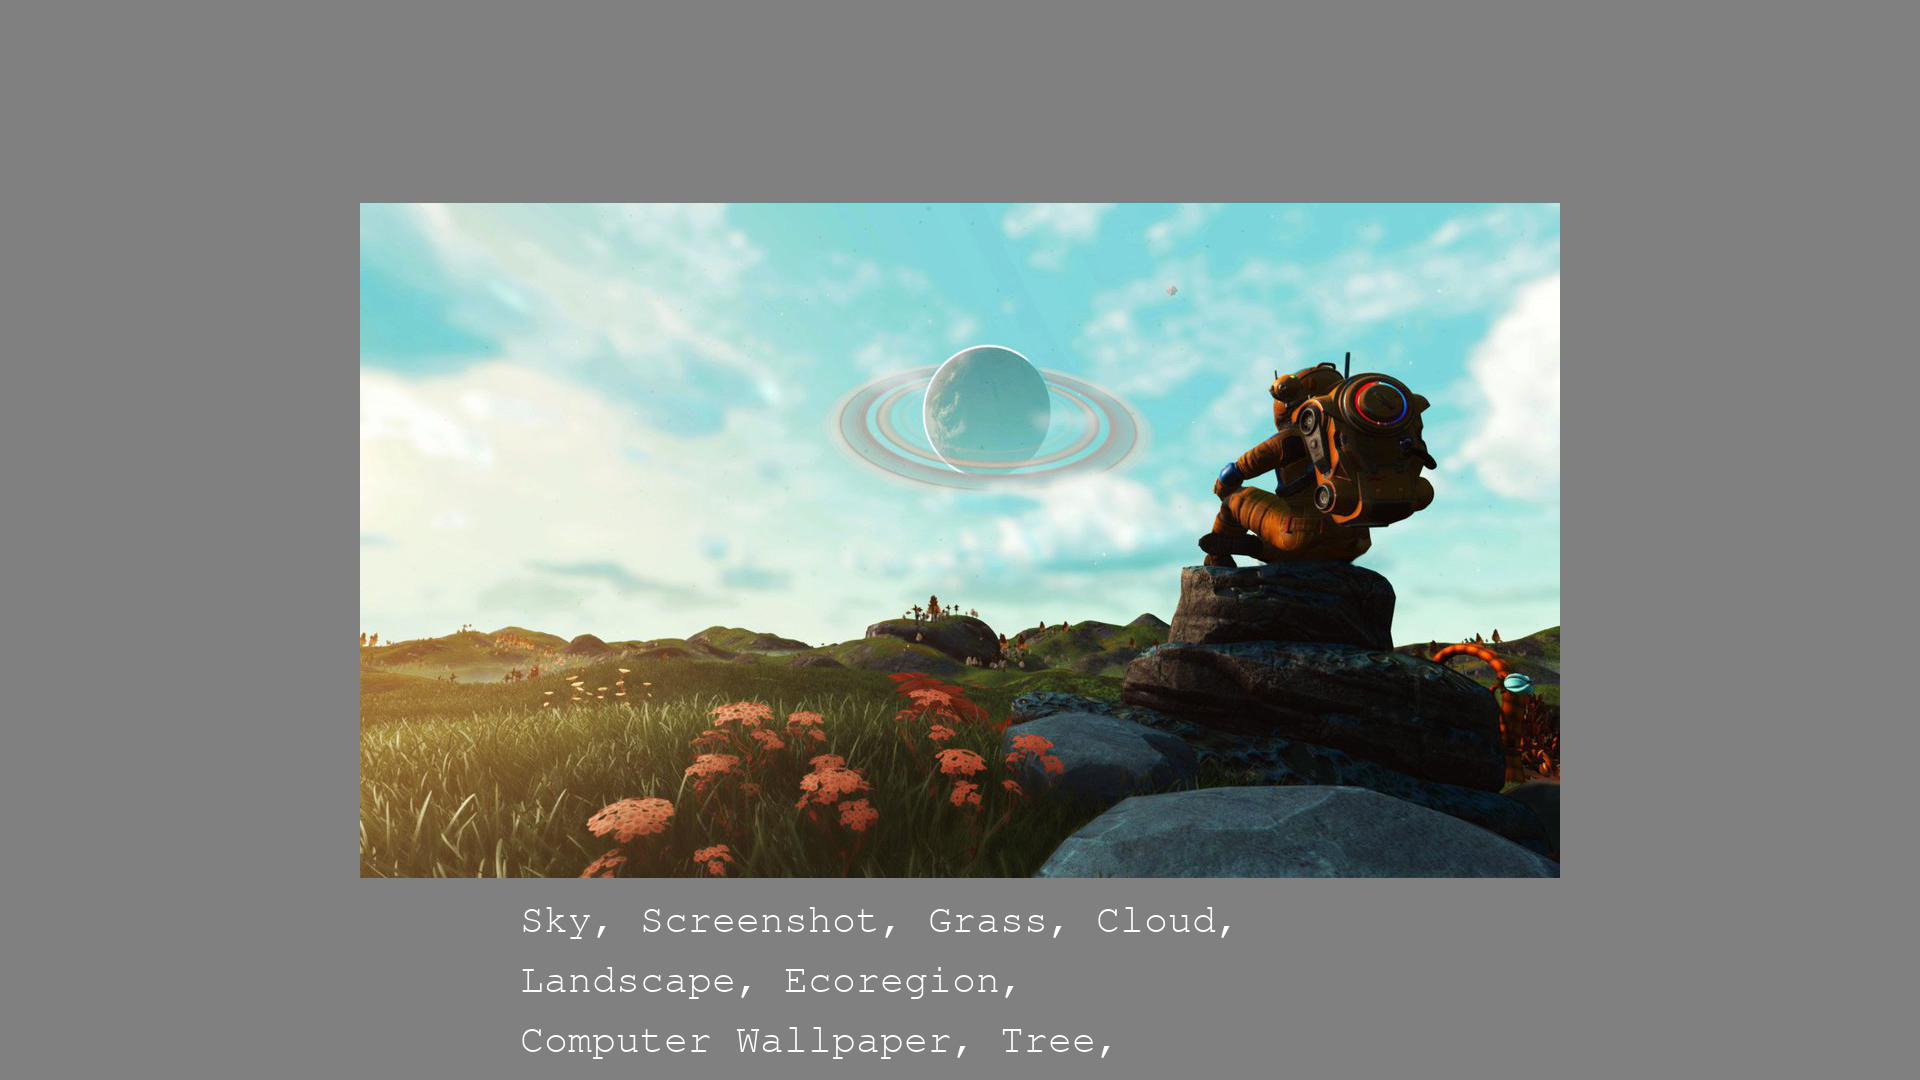 Sky, Screenshot, Grass, Cloud,
Landscape, Ecoregion,
Computer Wallpaper, Tree,